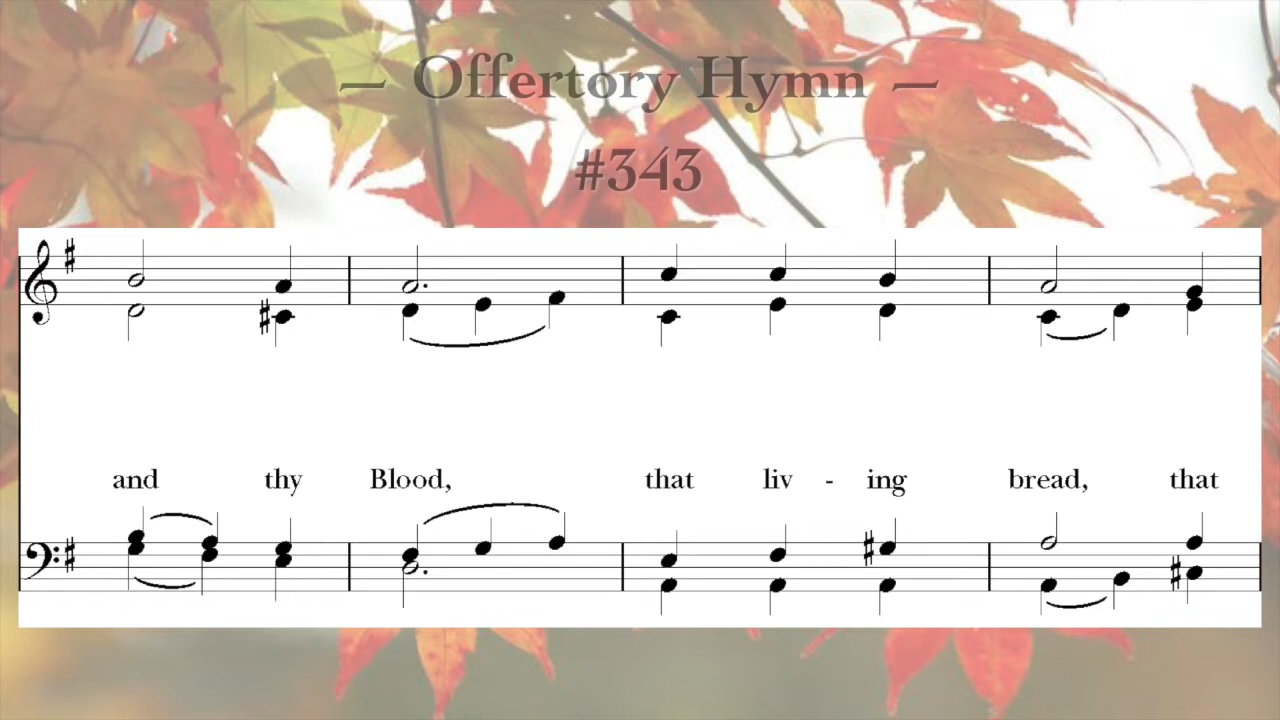 – Offertory Hymn –
#343
and thy Blood, that liv - ing bread, that